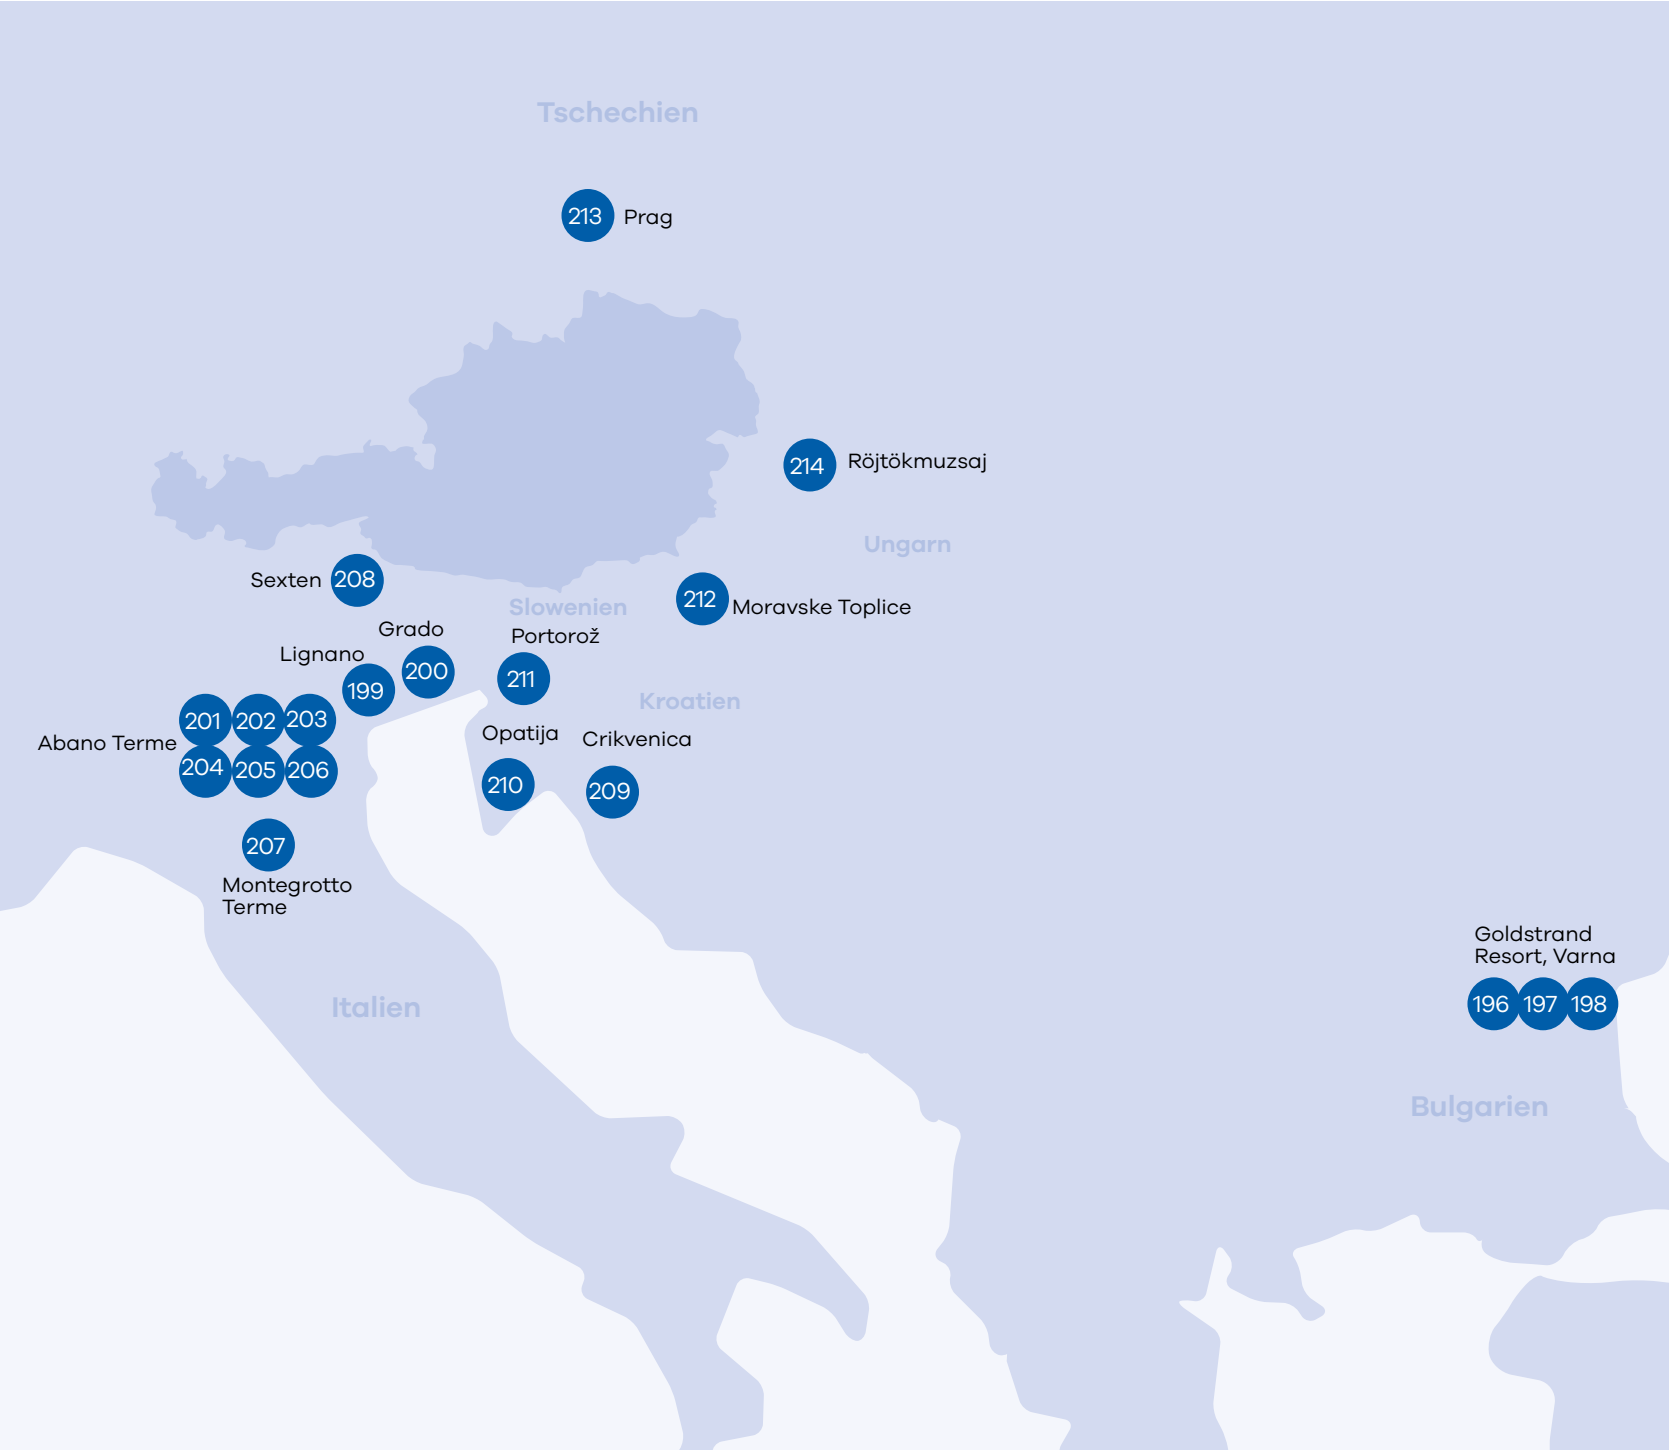 Tschechien
213 Prag
214 Röjtökmuzsaj
Ungarn
Sexten 208
212 Moravske Toplice
Slowenien
Grado
200
Portorož
211
Lignano
199
Kroatien
201 202 203
Abano Terme
204 205 206
Opatija
210
Crikvenica
209
207
Montegrotto
Terme
Italien
Goldstrand
Resort, Varna
196 197 198
Bulgarien